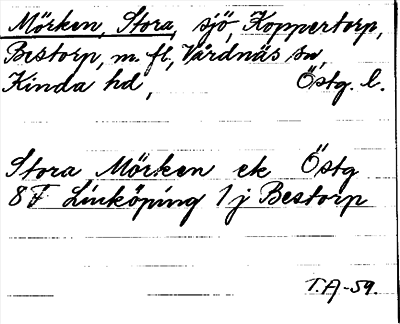 Mörken, Stora, sjö, Koppertorp,
Bestorp, m. fl., Vårdnäs sn,
Kinda hd, Östg. l.
Stora Mörken ek Östg
8 F Linköping 1 j Bestorp
T.A-59.